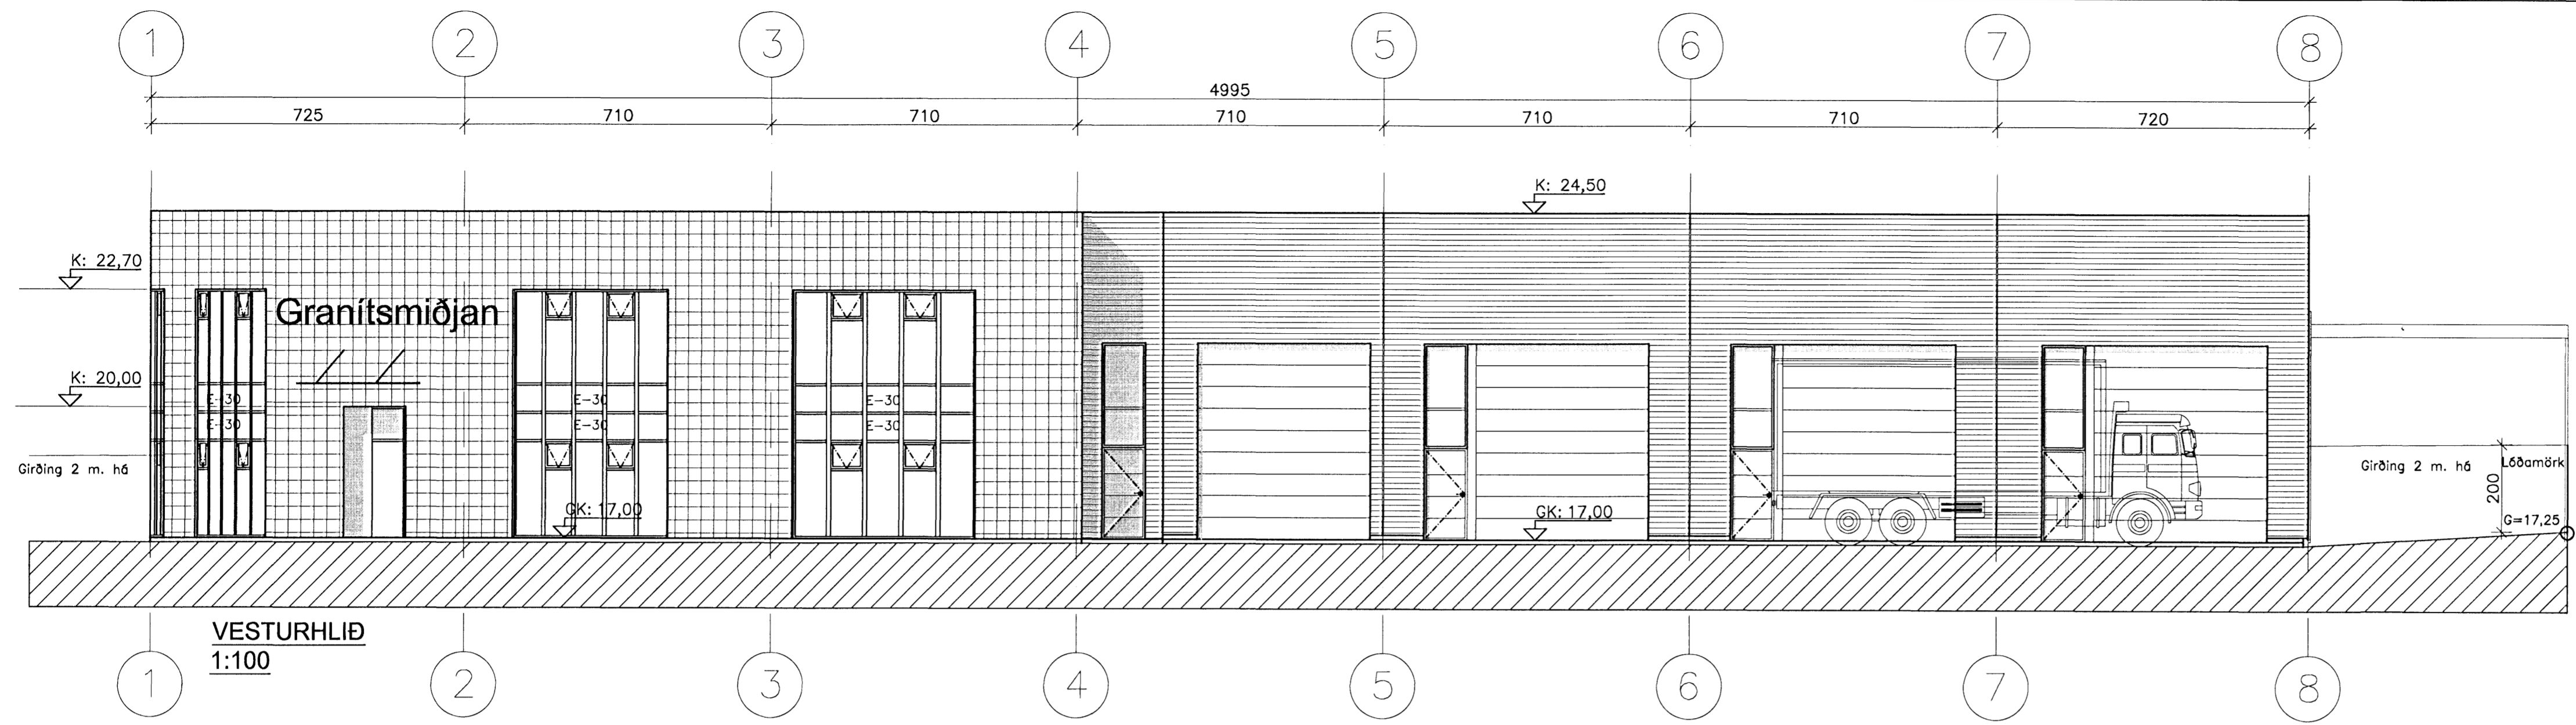 1 2 3 4 5 6 7 8
4995
725 710 710 710 710 710 720
K: 24,50
K: 22,70
Granítsmiðjan
K: 20,00
E-30 E-30 E-30
E-30 E-30 E-30
Girðing 2 m. há
Girðing 2 m. há
Lóðamörk
200
GK: 17,00
GK: 17,00
G=17,25
VESTURHLIÐ
1:100
1 2 3 4 5 6 7 8